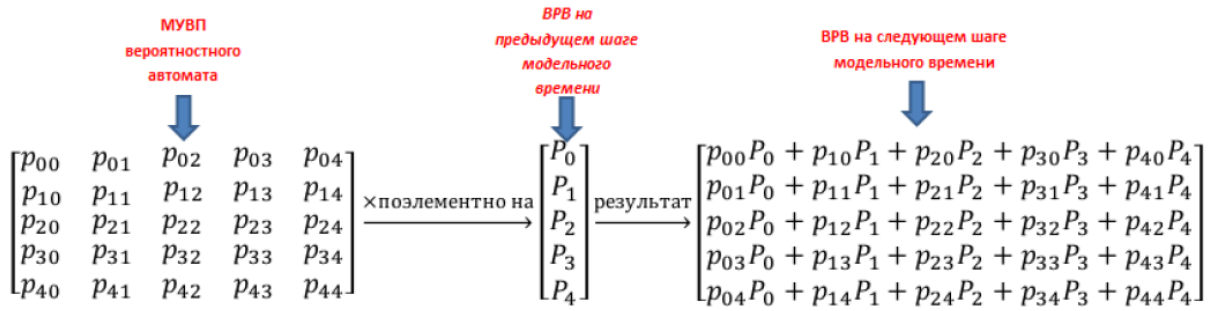 МУВП
вероятностного
автомата
ВРВ на
предыдущем шаге
модельного
времени
ВРВ на следующем шаге
модельного времени
p₀₀ p₀₁ p₀₂ p₀₃ p₀₄
p₁₀ p₁₁ p₁₂ p₁₃ p₁₄
p₂₀ p₂₁ p₂₂ p₂₃ p₂₄
p₃₀ p₃₁ p₃₂ p₃₃ p₃₄
p₄₀ p₄₁ p₄₂ p₄₃ p₄₄
×поэлементно на
P₀
P₁
P₂
P₃
P₄
результат
p₀₀P₀ + p₁₀P₁ + p₂₀P₂ + p₃₀P₃ + p₄₀P₄
p₀₁P₀ + p₁₁P₁ + p₂₁P₂ + p₃₁P₃ + p₄₁P₄
p₀₂P₀ + p₁₂P₁ + p₂₂P₂ + p₃₂P₃ + p₄₂P₄
p₀₃P₀ + p₁₃P₁ + p₂₃P₂ + p₃₃P₃ + p₄₃P₄
p₀₄P₀ + p₁₄P₁ + p₂₄P₂ + p₃₄P₃ + p₄₄P₄